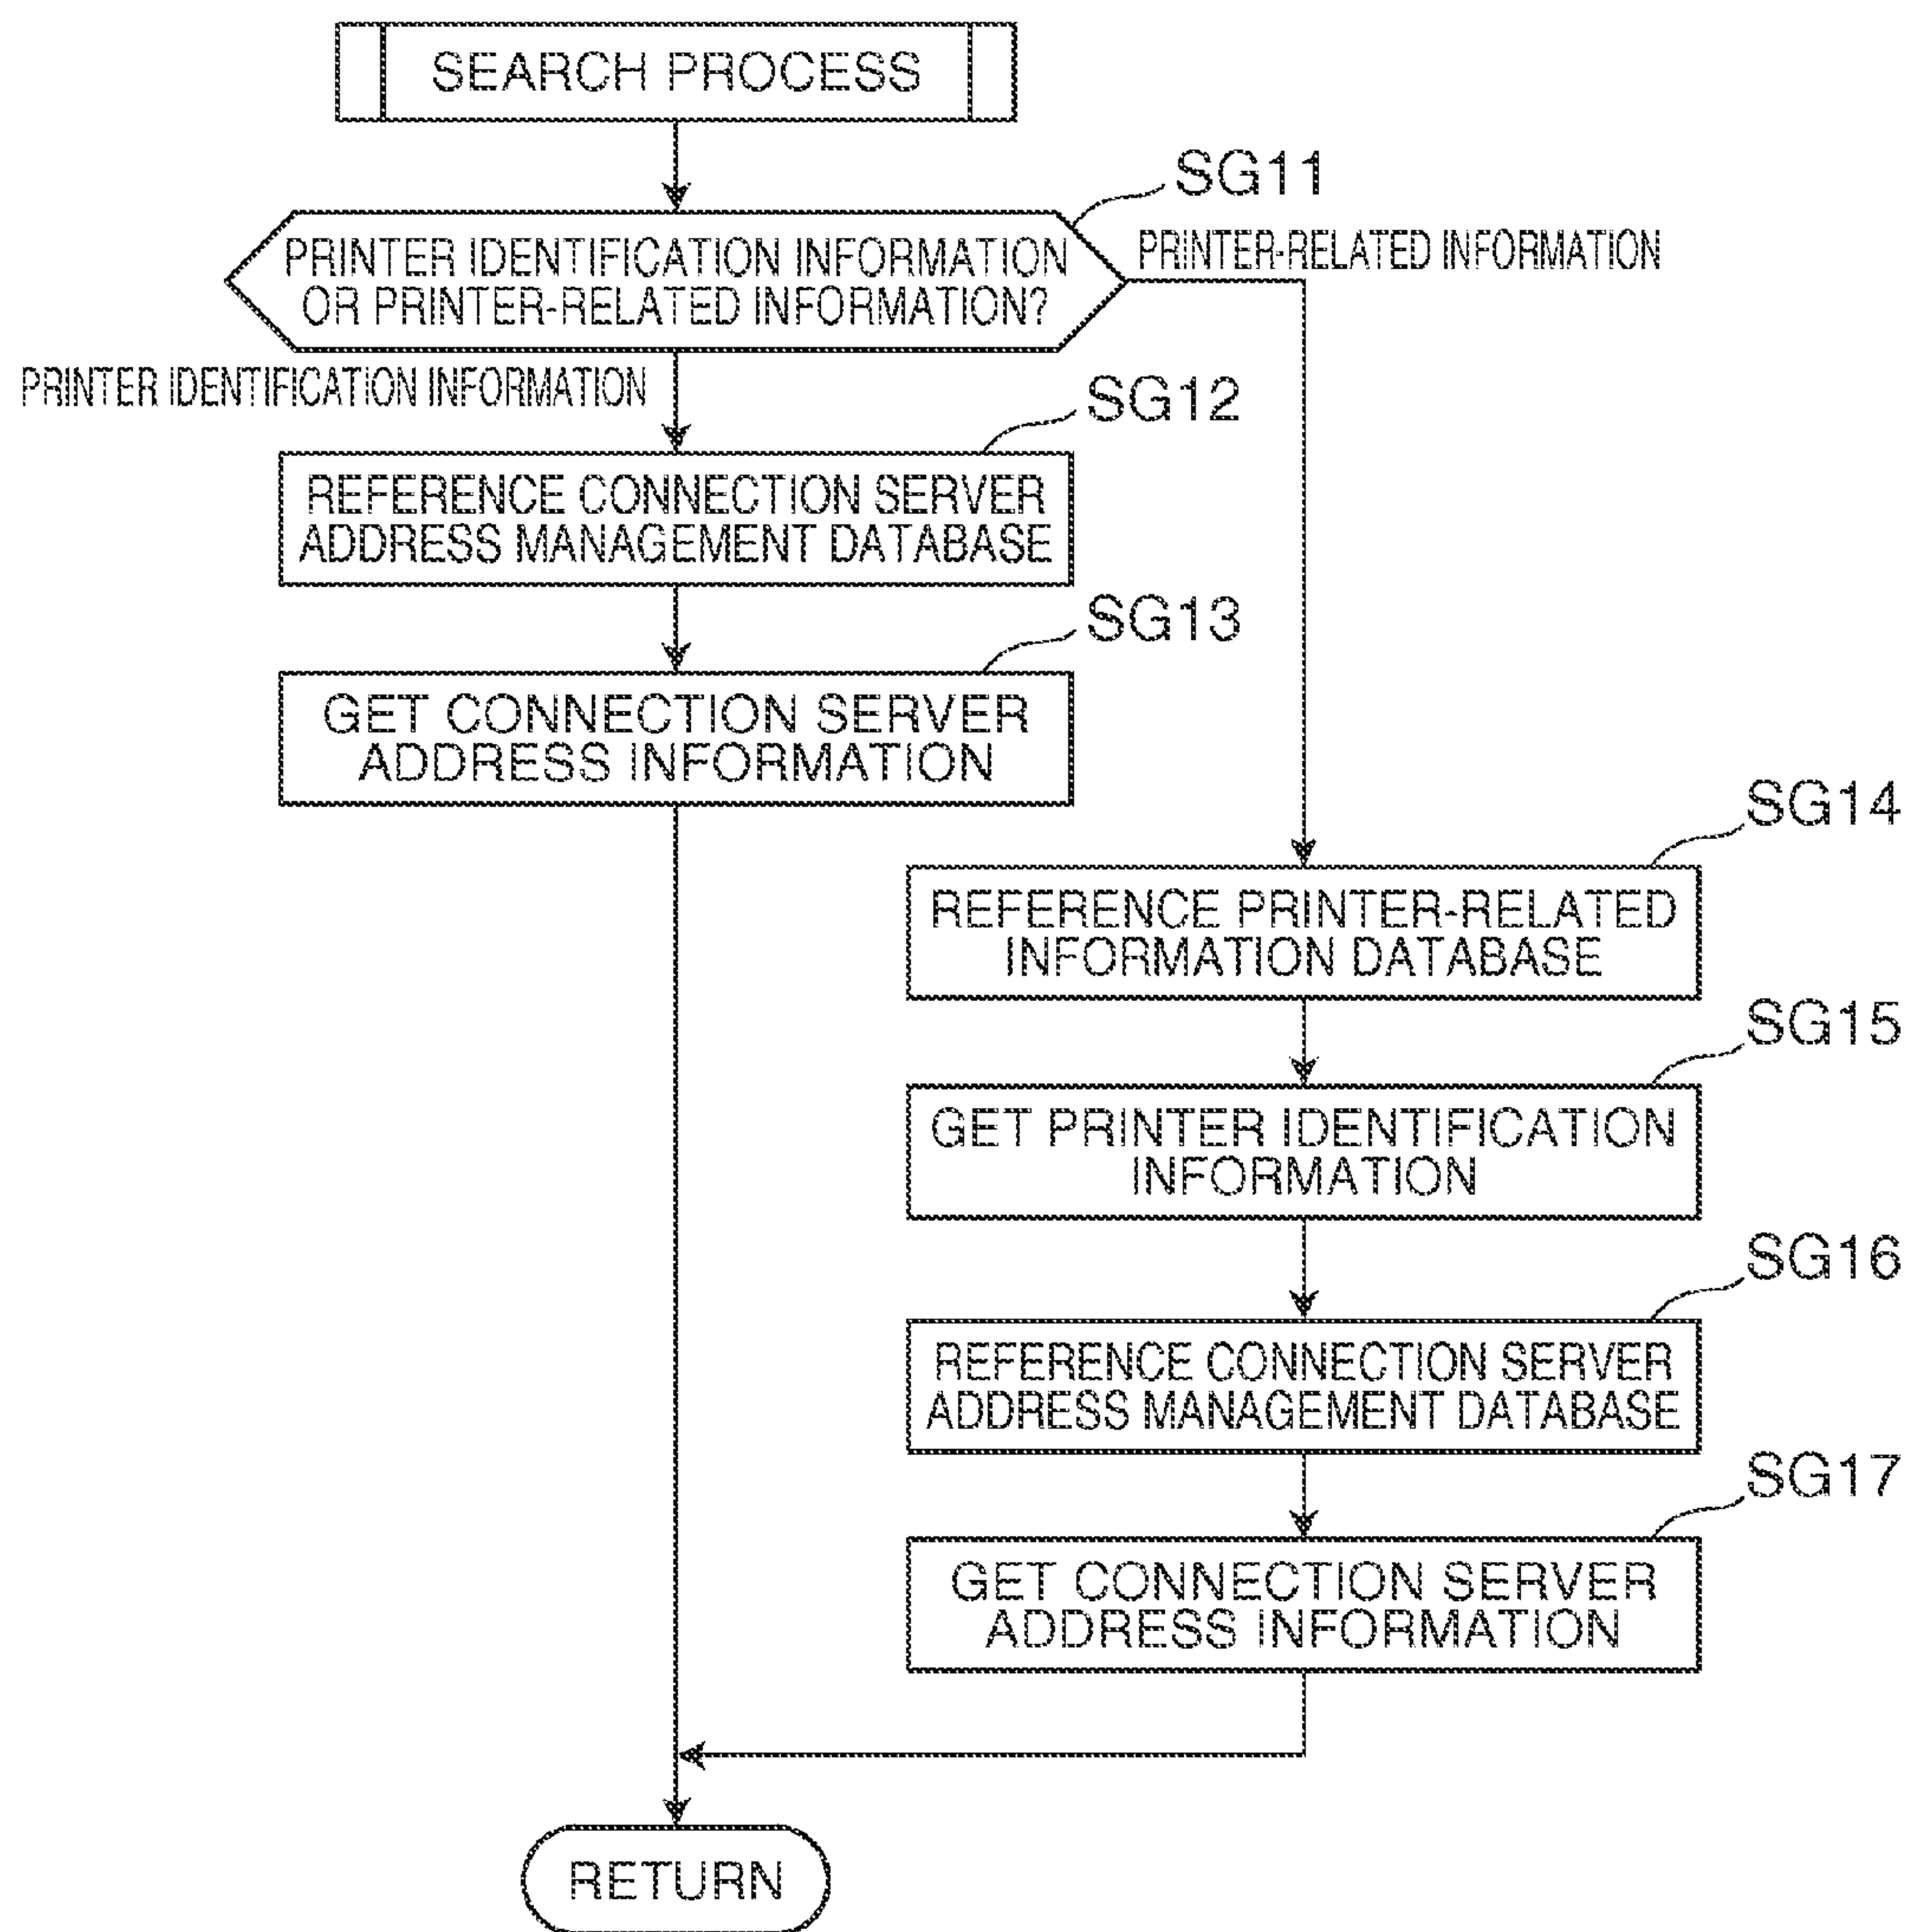 SEARCH PROCESS
SG11
PRINTER IDENTIFICATION INFORMATION
OR PRINTER-RELATED INFORMATION?
PRINTER-RELATED INFORMATION
PRINTER IDENTIFICATION INFORMATION
SG12
REFERENCE CONNECTION SERVER
ADDRESS MANAGEMENT DATABASE
SG13
GET CONNECTION SERVER
ADDRESS INFORMATION
SG14
REFERENCE PRINTER-RELATED
INFORMATION DATABASE
SG15
GET PRINTER IDENTIFICATION
INFORMATION
SG16
REFERENCE CONNECTION SERVER
ADDRESS MANAGEMENT DATABASE
SG17
GET CONNECTION SERVER
ADDRESS INFORMATION
RETURN